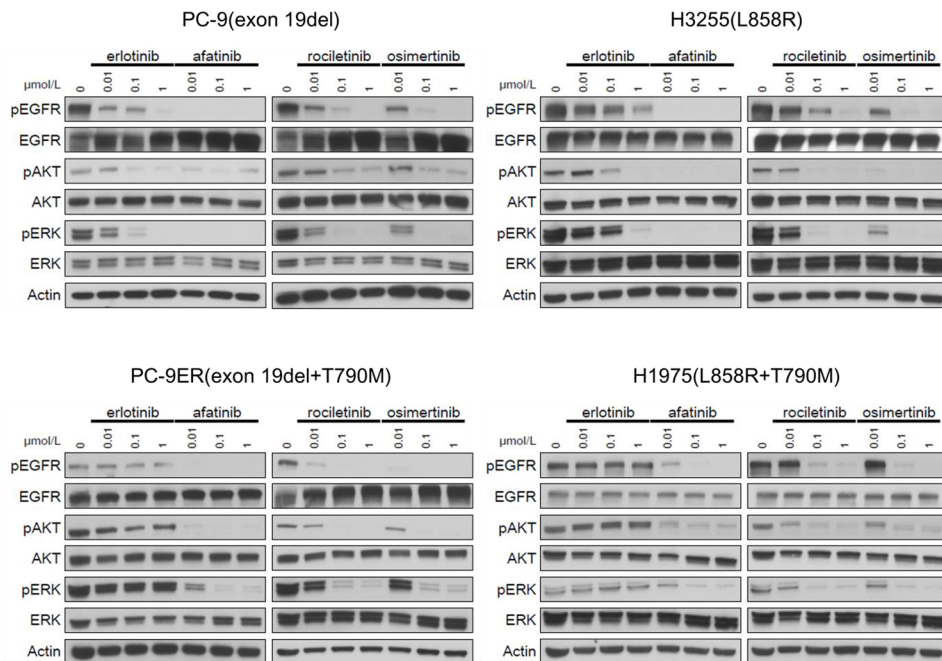 PC-9(exon 19del)
erlotinib afatinib rociletinib osimertinib
µmol/L 0 0.01 0.1 1 0.01 0.1 1 0 0.01 0.1 1 0.01 0.1 1
pEGFR
EGFR
pAKT
AKT
pERK
ERK
Actin
H3255(L858R)
erlotinib afatinib rociletinib osimertinib
µmol/L 0 0.01 0.1 1 0.01 0.1 1 0 0.01 0.1 1 0.01 0.1 1
pEGFR
EGFR
pAKT
AKT
pERK
ERK
Actin
PC-9ER(exon 19del+T790M)
erlotinib afatinib rociletinib osimertinib
µmol/L 0 0.01 0.1 1 0.01 0.1 1 0 0.01 0.1 1 0.01 0.1 1
pEGFR
EGFR
pAKT
AKT
pERK
ERK
Actin
H1975(L858R+T790M)
erlotinib afatinib rociletinib osimertinib
µmol/L 0 0.01 0.1 1 0.01 0.1 1 0 0.01 0.1 1 0.01 0.1 1
pEGFR
EGFR
pAKT
AKT
pERK
ERK
Actin